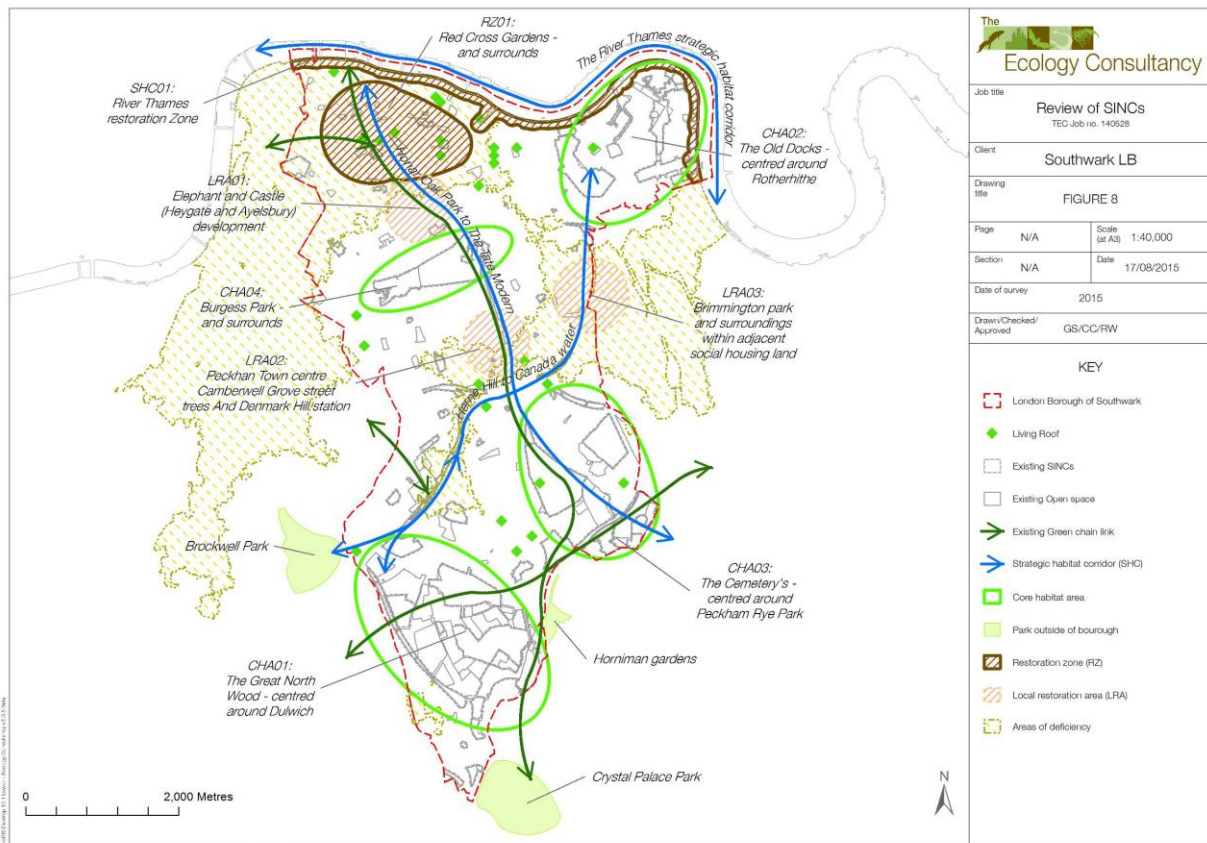 RZ01:
Red Cross Gardens -
and surrounds
The River Thames strategic habitat corridor
SHC01:
River Thames
restoration Zone
CHA02:
The Old Docks -
centred around
Rotherhithe
LRA01:
Elephant and Castle
(Heygate and Ayelsbury)
development
Honar Oak Park to The Tate Modern
CHA04:
Burgess Park -
and surrounds
LRA03:
Brimmington park
and surroundings
within adjacent
social housing land
LRA02:
Peckhan Town centre
Camberwell Grove street
trees And Denmark Hill station
Herne Hill to Canada water
Brockwell Park
CHA03:
The Cemetery's -
centred around
Peckham Rye Park
Horniman gardens
CHA01:
The Great North
Wood - centred
around Dulwich
Crystal Palace Park
0 2,000 Metres
N
The
Ecology Consultancy
Job title
Review of SINCs
TEC Job no. 140528
Client
Southwark LB
Drawing
title
FIGURE 8
Page
N/A
Scale
(at A3) 1:40,000
Section
N/A
Date
17/08/2015
Date of survey
2015
Drawn/Checked/
Approved
GS/CC/RW
KEY
London Borough of Southwark
Living Roof
Existing SINCs
Existing Open space
Existing Green chain link
Strategic habitat corridor (SHC)
Core habitat area
Park outside of bourough
Restoration zone (RZ)
Local restoration area (LRA)
Areas of deficiency